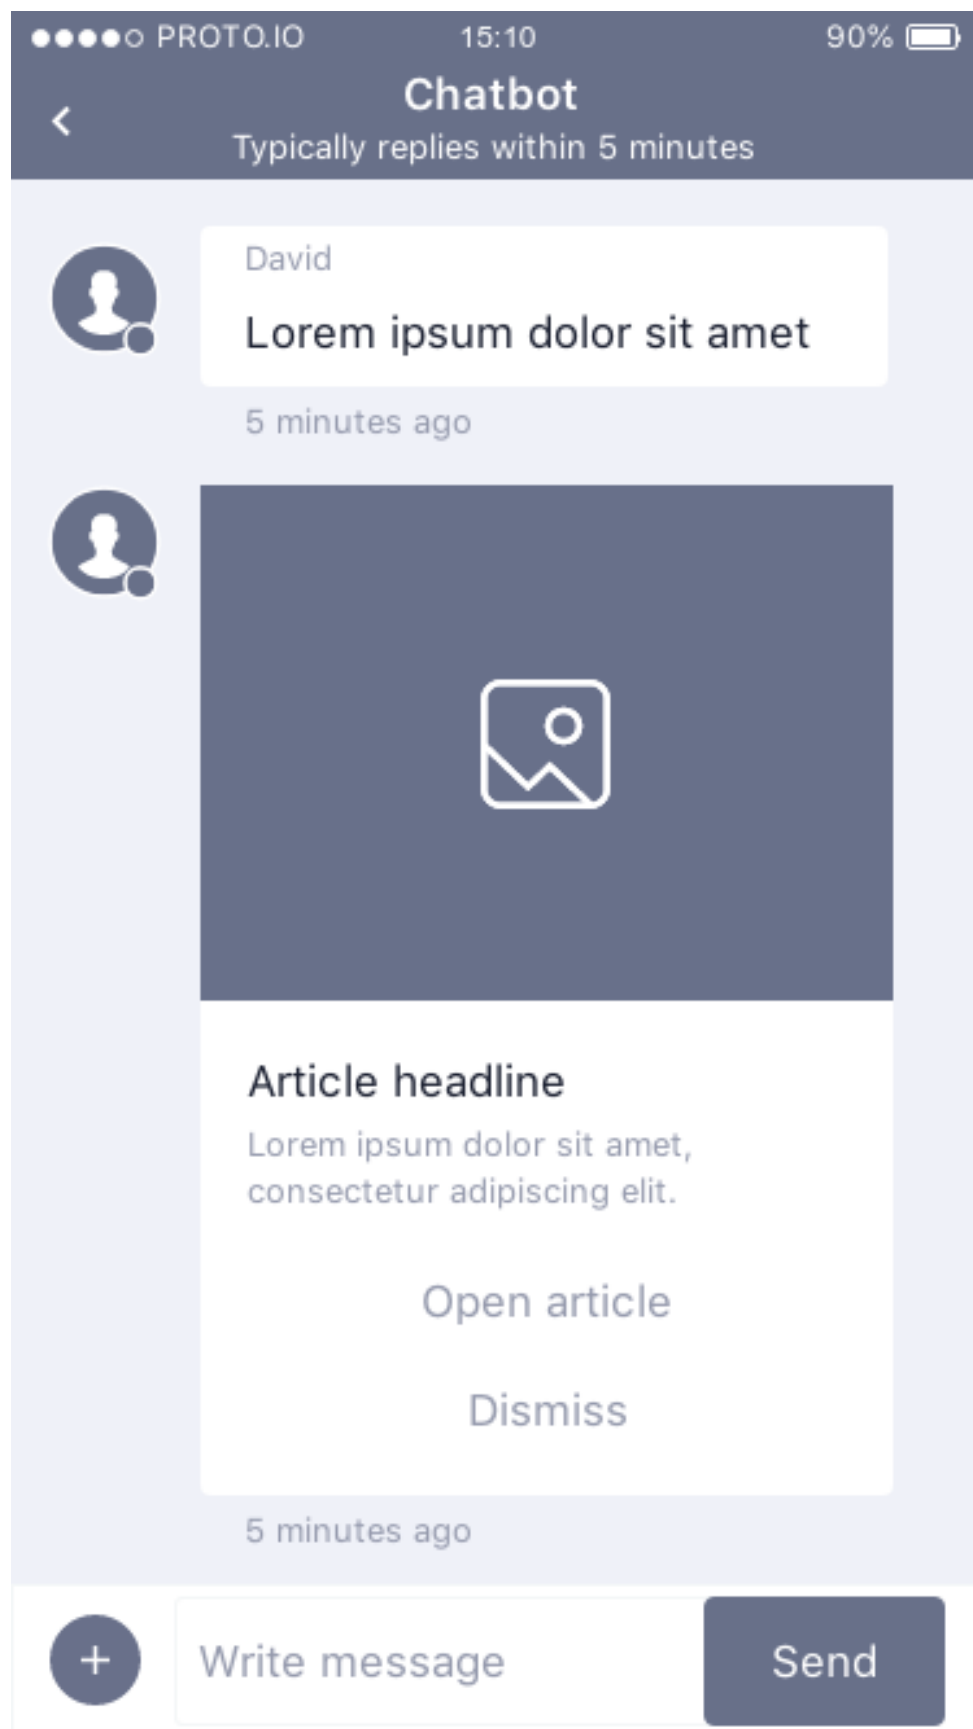 PROTO.IO 15:10 90%
Chatbot
Typically replies within 5 minutes
David
Lorem ipsum dolor sit amet
5 minutes ago
Article headline
Lorem ipsum dolor sit amet,
consectetur adipiscing elit.
Open article
Dismiss
5 minutes ago
Write message Send